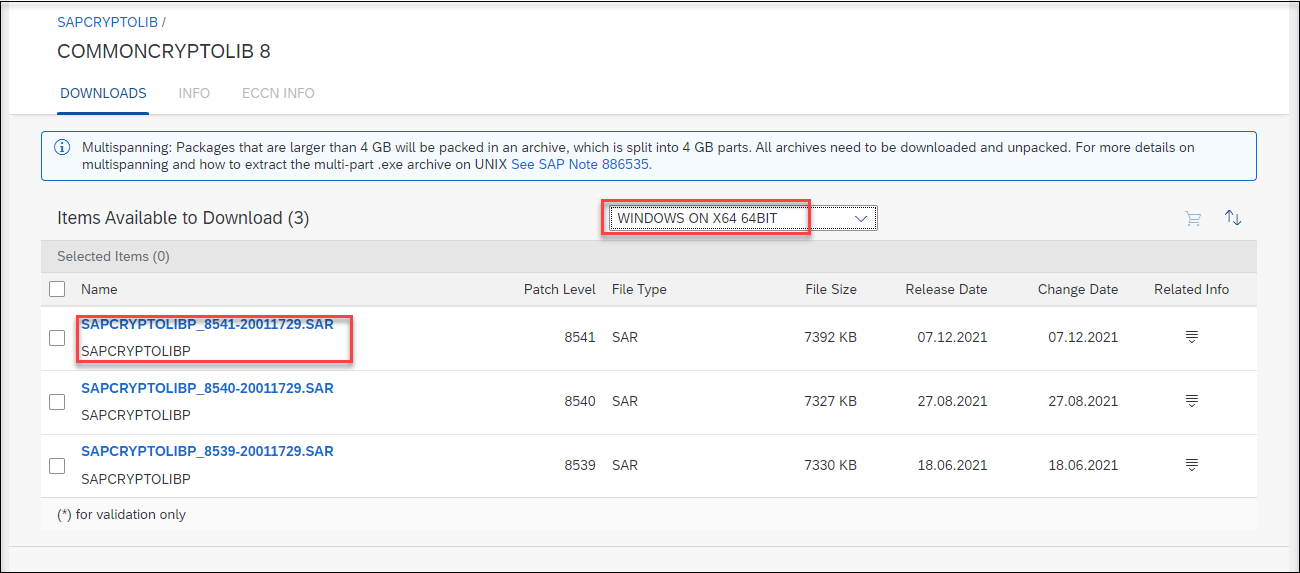 SAPCRYPTOLIB /
COMMONCRYPTOLIB 8
DOWNLOADS INFO ECCN INFO
Multispanning: Packages that are larger than 4 GB will be packed in an archive, which is split into 4 GB parts. All archives need to be downloaded and unpacked. For more details on
multispanning and how to extract the multi-part .exe archive on UNIX See SAP Note 886535.
Items Available to Download (3) WINDOWS ON X64 64BIT
Selected Items (0)
Name Patch Level File Type File Size Release Date Change Date Related Info
SAPCRYPTOLIBP_8541-20011729.SAR
8541 SAR 7392 KB 07.12.2021 07.12.2021
SAPCRYPTOLIBP
SAPCRYPTOLIBP_8540-20011729.SAR
8540 SAR 7327 KB 27.08.2021 27.08.2021
SAPCRYPTOLIBP
SAPCRYPTOLIBP_8539-20011729.SAR
8539 SAR 7330 KB 18.06.2021 18.06.2021
SAPCRYPTOLIBP
(*) for validation only